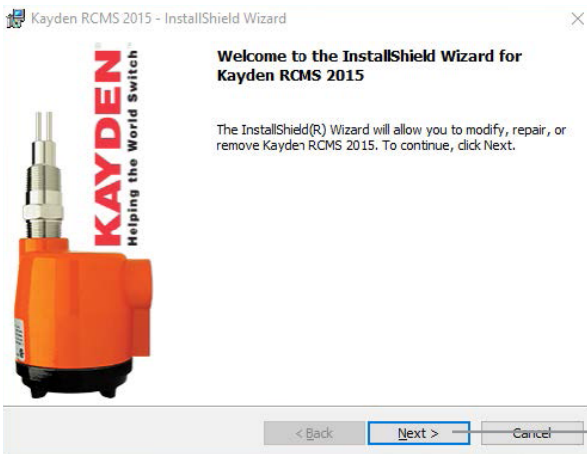 Kayden RCMS 2015 - InstallShield Wizard
KAYDEN
Helping the World Switch
Welcome to the InstallShield Wizard for
Kayden RCMS 2015
The InstallShield(R) Wizard will allow you to modify, repair, or
remove Kayden RCMS 2015. To continue, click Next.
< Back
Next >
Cancel